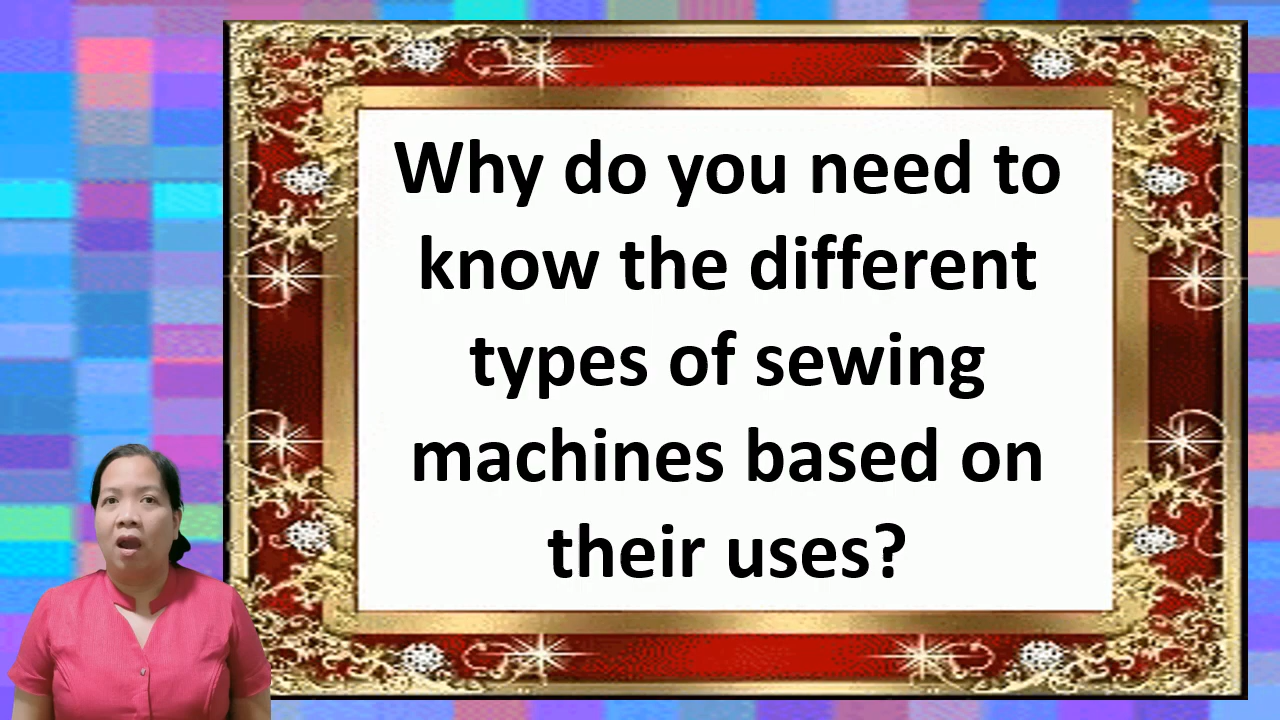 Why do you need to
know the different
types of sewing
machines based on
their uses?